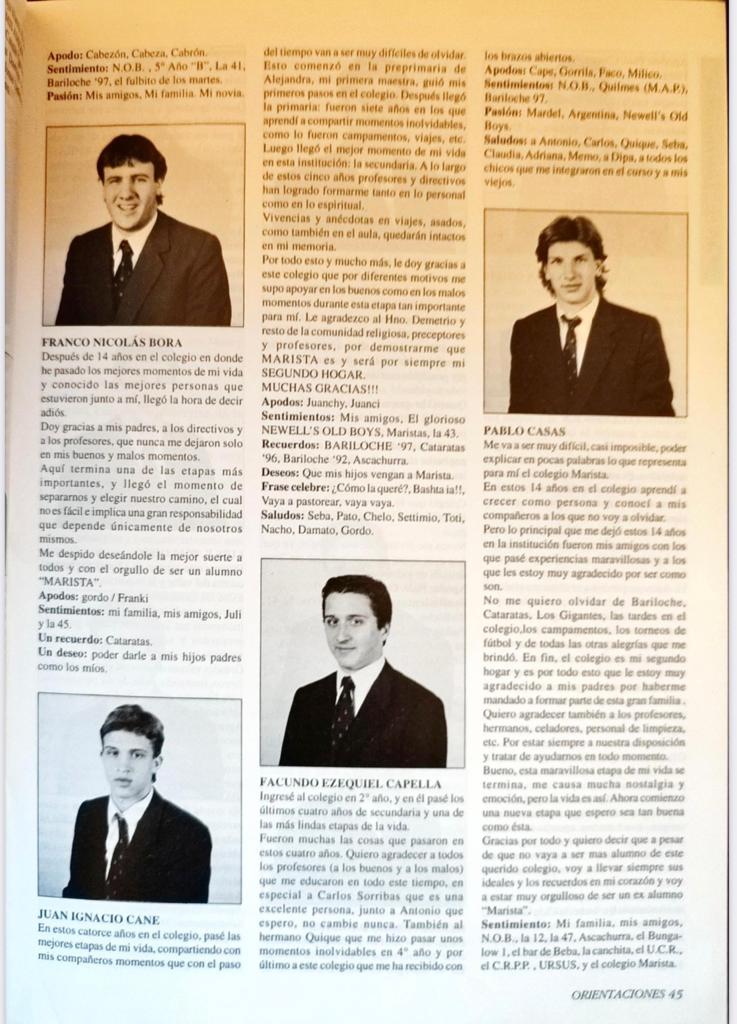 Apodo: Cabezón, Cabeza, Cabrón.
Sentimiento: N.O.B. , 5º Año "B", La 41,
Bariloche '97, el fulbito de los martes.
Pasión: Mis amigos, Mi familia. Mi novia.
FRANCO NICOLÁS BORA
Después de 14 años en el colegio en donde
he pasado los mejores momentos de mi vida
y conocido las mejores personas que
estuvieron junto a mí, llegó la hora de decir
adiós.
Doy gracias a mis padres, a los directivos y
a los profesores, que nunca me dejaron solo
en mis buenos y malos momentos.
Aquí termina una de las etapas más
importantes, y llegó el momento de
separarnos y elegir nuestro camino, el cual
no es fácil e implica una gran responsabilidad
que depende únicamente de nosotros
mismos.
Me despido deseándole la mejor suerte a
todos y con el orgullo de ser un alumno
"MARISTA".
Apodos: gordo / Franki
Sentimientos: mi familia, mis amigos, Juli
y la 45.
Un recuerdo: Cataratas.
Un deseo: poder darle a mis hijos padres
como los míos.
JUAN IGNACIO CANE
En estos catorce años en el colegio, pasé las
mejores etapas de mi vida, compartiendo con
mis compañeros momentos que con el paso
del tiempo van a ser muy difíciles de olvidar.
Esto comenzó en la preprimaria de
Alejandra, mi primera maestra, guió mis
primeros pasos en el colegio. Después llegó
la primaria: fueron siete años en los que
aprendí a compartir momentos inolvidables,
como lo fueron campamentos, viajes, etc.
Luego llegó el mejor momento de mi vida
en esta institución: la secundaria. A lo largo
de estos cinco años profesores y directivos
han logrado formarme tanto en lo personal
como en lo espiritual.
Vivencias y anécdotas en viajes, asados,
como también en el aula, quedarán intactos
en mi memoria.
Por todo esto y mucho más, le doy gracias a
este colegio que por diferentes motivos me
supo apoyar en los buenos como en los malos
momentos durante esta etapa tan importante
para mí. Le agradezco al Hno. Demetrio y
resto de la comunidad religiosa, preceptores
y profesores, por demostrarme que
MARISTA es y será por siempre mi
SEGUNDO HOGAR.
MUCHAS GRACIAS!!!
Apodos: Juanchy, Juanci
Sentimientos: Mis amigos, El glorioso
NEWELL'S OLD BOYS, Maristas, la 43.
Recuerdos: BARILOCHE '97, Cataratas
'96, Bariloche '92, Ascachurra.
Deseos: Que mis hijos vengan a Marista.
Frase celebre: ¿Cómo la queré?, Bashta ia!!,
Vaya a pastorear, vaya vaya.
Saludos: Seba, Pato, Chelo, Settimio, Toti,
Nacho, Damato, Gordo.
FACUNDO EZEQUIEL CAPELLA
Ingresé al colegio en 2º año, y en él pasé los
últimos cuatro años de secundaria y una de
las más lindas etapas de la vida.
Fueron muchas las cosas que pasaron en
estos cuatro años. Quiero agradecer a todos
los profesores (a los buenos y a los malos)
que me educaron en todo este tiempo, en
especial a Carlos Sorribas que es una
excelente persona, junto a Antonio que
espero, no cambie nunca. También al
hermano Quique que me hizo pasar unos
momentos inolvidables en 4º año y por
último a este colegio que me ha recibido con
los brazos abiertos.
Apodos: Cape, Gorrila, Faco, Milico.
Sentimientos: N.O.B., Quilmes (M.A.P.),
Bariloche 97.
Pasión: Mardel, Argentina, Newell's Old
Boys.
Saludos: a Antonio, Carlos, Quique, Seba,
Claudia, Adriana, Memo, a Dipa, a todos los
chicos que me integraron en el curso y a mis
viejos.
PABLO CASAS
Me va a ser muy difícil, casi imposible, poder
explicar en pocas palabras lo que representa
para mí el colegio Marista.
En estos 14 años en el colegio aprendí a
crecer como persona y conocí a mis
compañeros a los que no voy a olvidar.
Pero lo principal que me dejó estos 14 años
en la institución fueron mis amigos con los
que pasé experiencias maravillosas y a los
que les estoy muy agradecido por ser como
son.
No me quiero olvidar de Bariloche,
Cataratas, Los Gigantes, las tardes en el
colegio,los campamentos, los torneos de
fútbol y de todas las otras alegrías que me
brindó. En fin, el colegio es mi segundo
hogar y es por todo esto que le estoy muy
agradecido a mis padres por haberme
mandado a formar parte de esta gran familia .
Quiero agradecer también a los profesores,
hermanos, celadores, personal de limpieza,
etc. Por estar siempre a nuestra disposición
y tratar de ayudarnos en todo momento.
Bueno, esta maravillosa etapa de mi vida se
termina, me causa mucha nostalgia y
emoción, pero la vida es así. Ahora comienzo
una nueva etapa que espero sea tan buena
como ésta.
Gracias por todo y quiero decir que a pesar
de que no vaya a ser mas alumno de este
querido colegio, voy a llevar siempre sus
ideales y los recuerdos en mi corazón y voy
a estar muy orgulloso de ser un ex alumno
"Marista".
Sentimiento: Mi familia, mis amigos,
N.O.B., la 12, la 47, Ascachurra, el Bunga-
low 1, el bar de Beba, la canchita, el U.C.R.,
el C.R.P.P. , URSUS, y el colegio Marista.
ORIENTACIONES 45